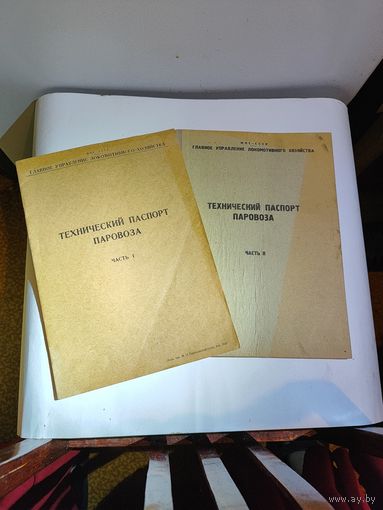 МПС
ГЛАВНОЕ УПРАВЛЕНИЕ ЛОКОМОТИВНОГО ХОЗЯЙСТВА
ТЕХНИЧЕСКИЙ ПАСПОРТ
ПАРОВОЗА
ЧАСТЬ I
МПС—СССР
ГЛАВНОЕ УПРАВЛЕНИЕ ЛОКОМОТИВНОГО ХОЗЯЙСТВА
ТЕХНИЧЕСКИЙ ПАСПОРТ
ПАРОВОЗА
ЧАСТЬ II
www.ay.by